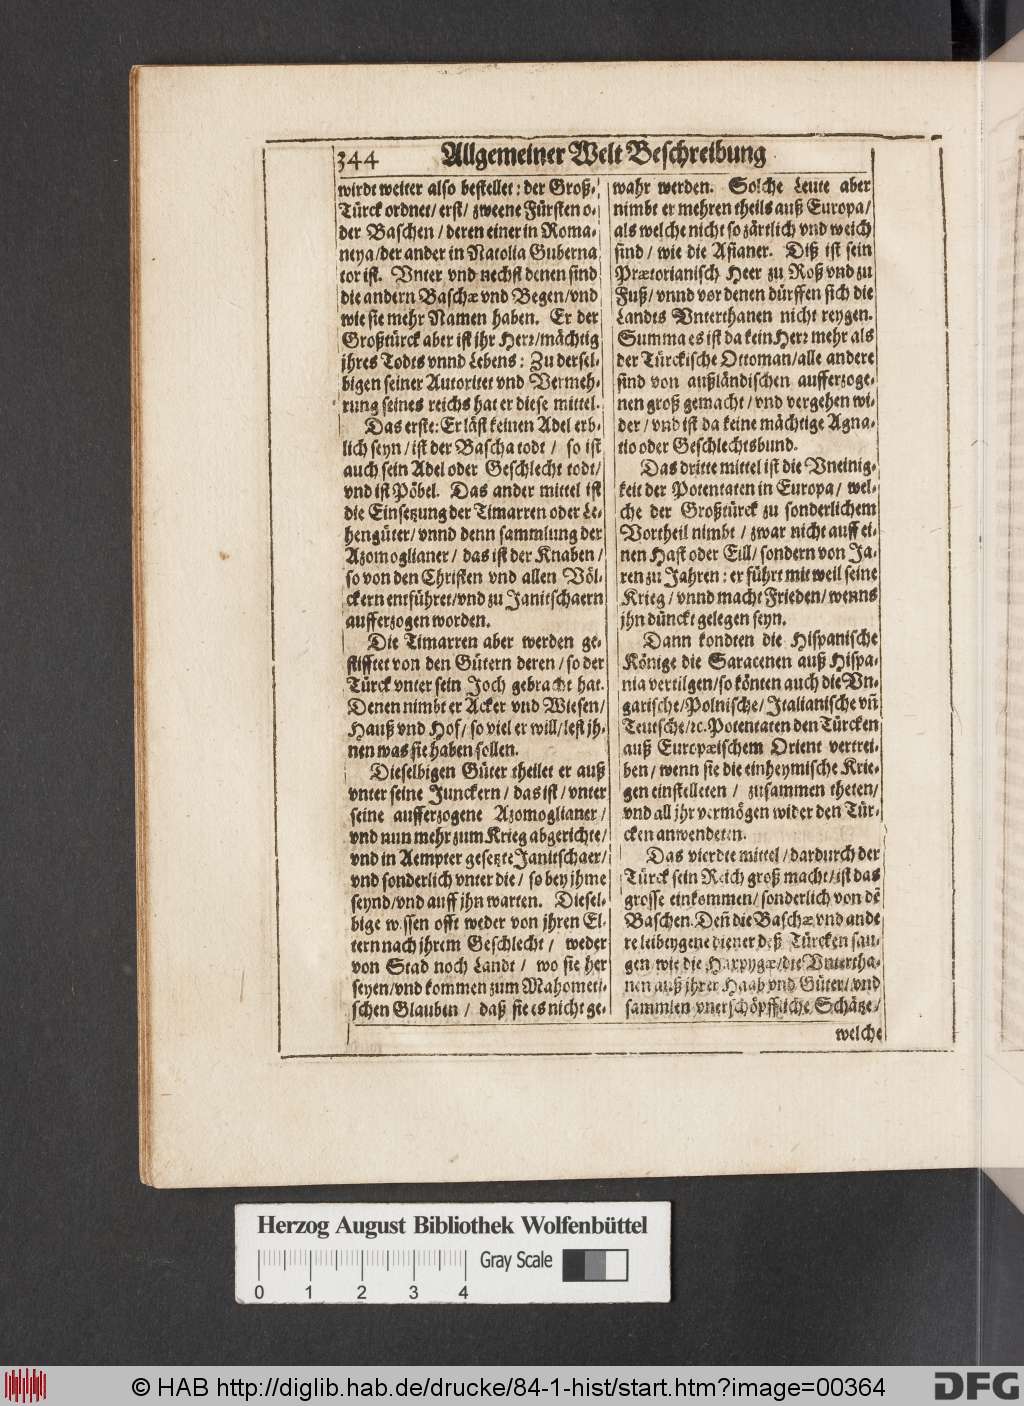 344
Allgemeiner Welt Beschreibung
wirdt weiter also bestellet: der Groß-
Türck ordnet/ erst/ zweene Fürsten o-
der Baschen / deren einer in Roma-
neya/der ander in Natolia Guberna
tor ist. Vnter vnd nechst denen sind
die andern Baschæ vnd Begen/vnd
wie sie mehr Namen haben. Er der
Großtürck aber ist jhr Herr/mächtig
jhres Todts vnnd Lebens: Zu dersel-
bigen seiner Autoritet vnd Vermeh-
rung seines reichs hat er diese mittel.
Das erste: Er läst keinen Adel erb-
lich seyn / ist der Bascha todt / so ist
auch sein Adel oder Geschlecht todt/
vnd ist Pöbel. Das ander mittel ist
die Einsetzung der Timarren oder Le-
hengüter/ vnnd denn sammlung der
Azomoglianer / das ist der Knaben /
so von den Christen vnd allen Völ-
ckern entführet/vnd zu Janitschaern
aufferzogen worden.
Die Timarren aber werden ge-
stifftet von den Gütern deren / so der
Türck vnter sein Joch gebracht hat.
Denen nimbt er Acker vnd Wiesen/
Hauß vnd Hof/ so viel er will/lest jh-
nen was sie haben sollen.
Dieselbigen Güter theilet er auß
vnter seine Junckern / das ist / vnter
seine aufferzogene Azomoglianer /
vnd nun mehr zum Krieg abgerichte/
vnd in Aempter gesetzte Janitschaer/
vnd sonderlich vnter die / so bey jhme
seynd/vnd auff jhn warten. Diesel-
bige wissen offt weder von jhren El-
tern nach jhrem Geschlecht / weder
von Stad noch Landt / wo sie her
seyen/vnd kommen zum Mahometi-
schen Glauben / daß sie es nicht ge-
wahr werden. Solche Leute aber
nimbt er mehren theils auß Europa/
als welche nicht so zärtlich vnd weich
sind / wie die Asianer. Diß ist sein
Prætorianisch Heer zu Roß vnd zu
Fuß/ vnnd vor denen dürffen sich die
Landts Vnterthanen nicht reygen.
Summa es ist da kein Herr mehr als
der Türckische Ottoman/alle andere
sind von außländischen aufferzoge-
nen groß gemacht / vnd vergehen wi-
der / vnd ist da keine mächtige Agna-
tio oder Geschlechtsbund.
Das dritte mittel ist die Vneinig-
keit der Potentaten in Europa / wel-
che der Großtürck zu sonderlichem
Vortheil nimbt / zwar nicht auff ei-
nen Hast oder Eill/ sondern von Ja-
ren zu Jahren: er führt mit weil seine
Krieg / vnnd macht Frieden/ wenns
jhn dünckt gelegen seyn.
Dann kondten die Hispanische
Könige die Saracenen auß Hispa-
nia vertilgen/so könten auch die Vn-
garische/Polnische/ Italianische vñ
Teutsche/ꝛc. Potentaten den Türcken
auß Europæischem Orient vertrei-
ben / wenn sie die einheymische Krie-
gen einstelleten / zusammen theten/
vnd all jhr vermögen wider den Tür-
cken anwendeten.
Das vierdte mittel / dardurch der
Türck sein Reich groß macht/ist das
grosse einkommen/ sonderlich von dẽ
Baschen. Deñ die Baschæ vnd ande
re leibeygene diener deß Türcken sau-
gen wie die Harpygæ/die Vntertha-
nen auß jhrer Haab vnd Güter/ vnd
sammlen vnerschöpffliche Schätze/
welche
Herzog August Bibliothek Wolfenbüttel
Gray Scale
0 1 2 3 4
© HAB http://diglib.hab.de/drucke/84-1-hist/start.htm?image=00364
DFG